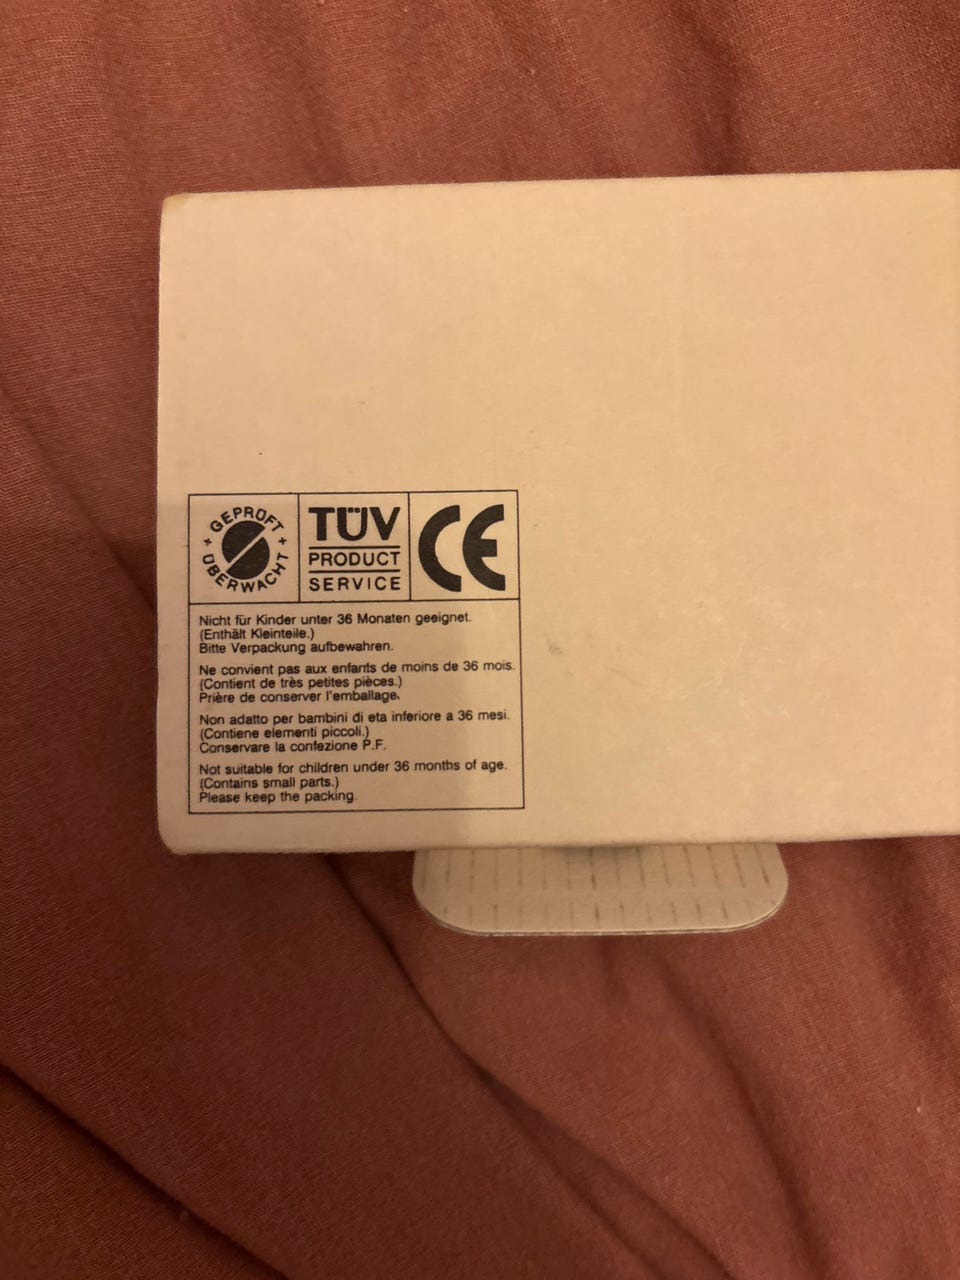 GEPRÜFT
ÜBERWACHT
TÜV
PRODUCT
SERVICE
CE
Nicht für Kinder unter 36 Monaten geeignet.
(Enthält Kleinteile.)
Bitte Verpackung aufbewahren.
Ne convient pas aux enfants de moins de 36 mois.
(Contient de très petites pièces.)
Prière de conserver l'emballage.
Non adatto per bambini di eta inferiore a 36 mesi.
(Contiene elementi piccoli.)
Conservare la confezione P.F.
Not suitable for children under 36 months of age.
(Contains small parts.)
Please keep the packing.